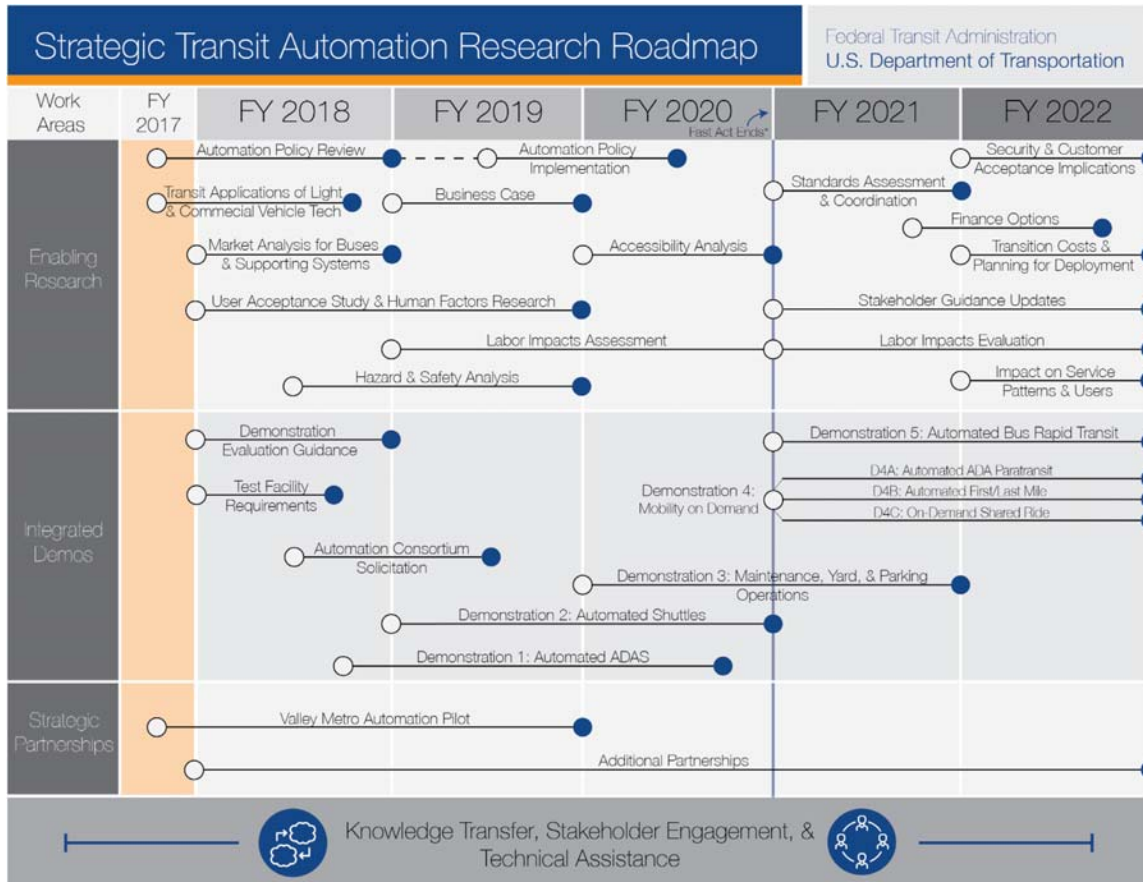 Strategic Transit Automation Research Roadmap
Federal Transit Administration
U.S. Department of Transportation
Work
Areas
FY
2017
FY 2018
FY 2019
FY 2020
Fast Act Ends*
FY 2021
FY 2022
Enabling
Research
Automation Policy Review
Automation Policy
Implementation
Security & Customer
Acceptance Implications
Transit Applications of Light
& Commecial Vehicle Tech
Business Case
Standards Assessment
& Coordination
Finance Options
Market Analysis for Buses
& Supporting Systems
Accessibility Analysis
Transition Costs &
Planning for Deployment
User Acceptance Study & Human Factors Research
Stakeholder Guidance Updates
Labor Impacts Assessment
Labor Impacts Evaluation
Hazard & Safety Analysis
Impact on Service
Patterns & Users
Integrated
Demos
Demonstration
Evaluation Guidance
Demonstration 5: Automated Bus Rapid Transit
Test Facility
Requirements
Demonstration 4:
Mobility on Demand
D4A: Automated ADA Paratransit
D4B: Automated First/Last Mile
D4C: On-Demand Shared Ride
Automation Consortium
Solicitation
Demonstration 3: Maintenance, Yard, & Parking
Operations
Demonstration 2: Automated Shuttles
Demonstration 1: Automated ADAS
Strategic
Partnerships
Valley Metro Automation Pilot
Additional Partnerships
Knowledge Transfer, Stakeholder Engagement, &
Technical Assistance